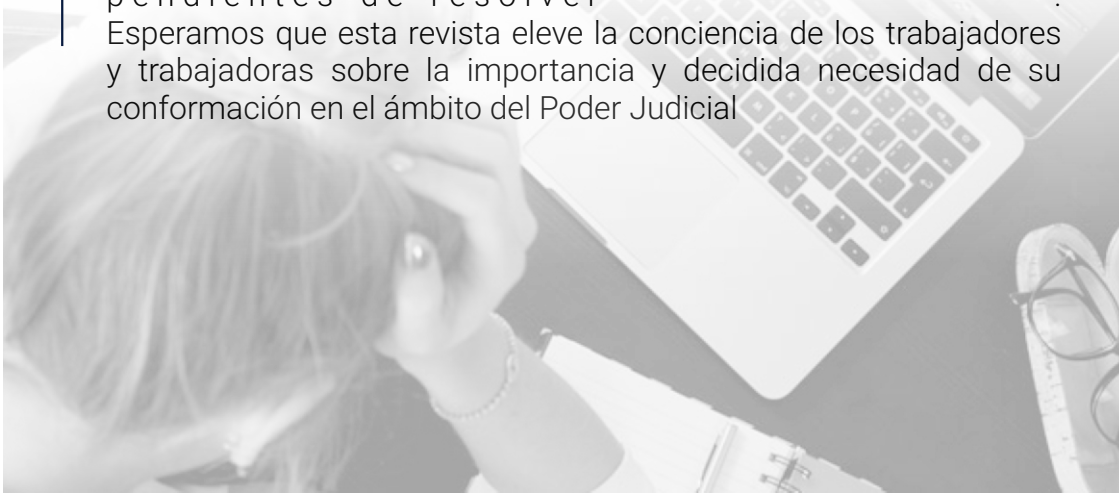 pendientes de resolver .
Esperamos que esta revista eleve la conciencia de los trabajadores
y trabajadoras sobre la importancia y decidida necesidad de su
conformación en el ámbito del Poder Judicial